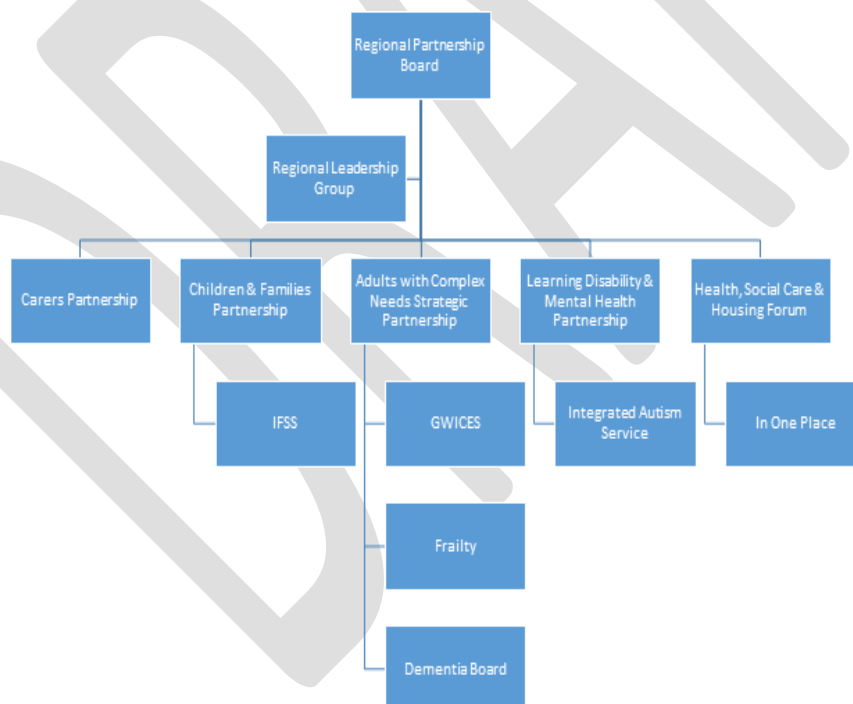 Regional Partnership
Board
Regional Leadership
Group
Carers Partnership
Children & Families
Partnership
Adults with Complex
Needs Strategic
Partnership
Learning Disability &
Mental Health
Partnership
Health, Social Care &
Housing Forum
IFSS
GWICES
Integrated Autism
Service
In One Place
Frailty
Dementia Board